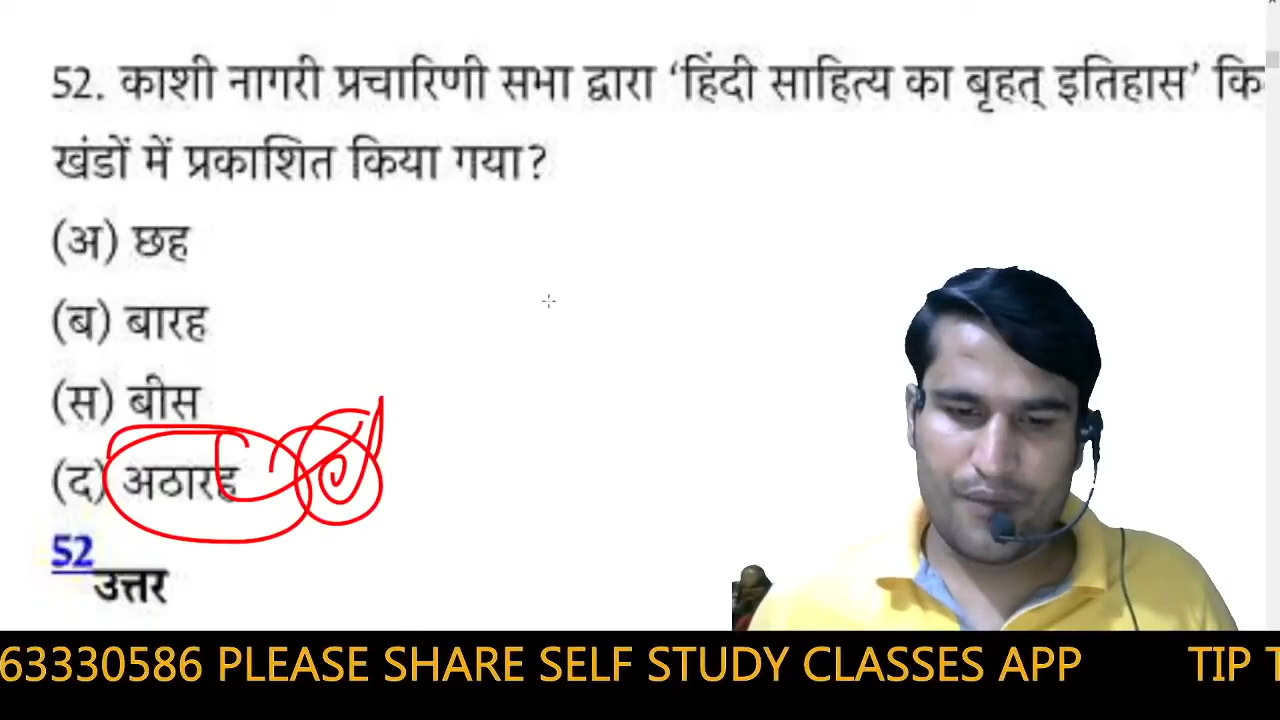 52. काशी नागरी प्रचारिणी सभा द्वारा ‘हिंदी साहित्य का बृहत् इतिहास’ कि
खंडों में प्रकाशित किया गया?
(अ) छह
(ब) बारह
(स) बीस
(द) अठारह
52
उत्तर
63330586 PLEASE SHARE SELF STUDY CLASSES APP TIP T